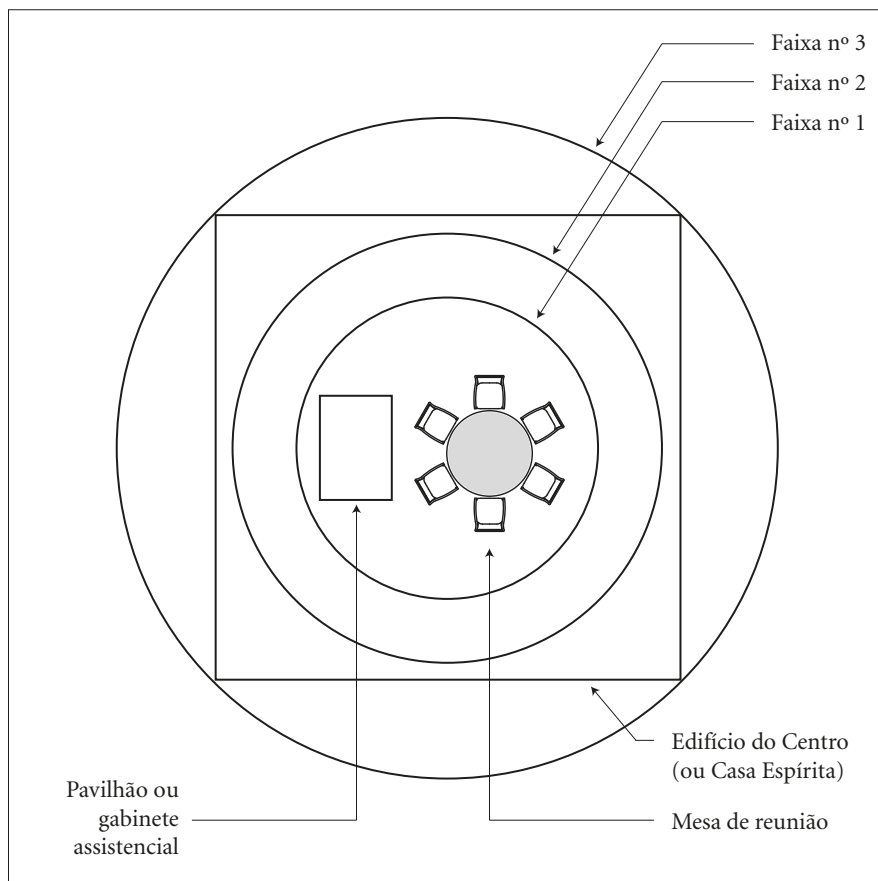 Faixa nº 3
Faixa nº 2
Faixa nº 1
Edifício do Centro
(ou Casa Espírita)
Pavilhão ou
gabinete
assistencial
Mesa de reunião